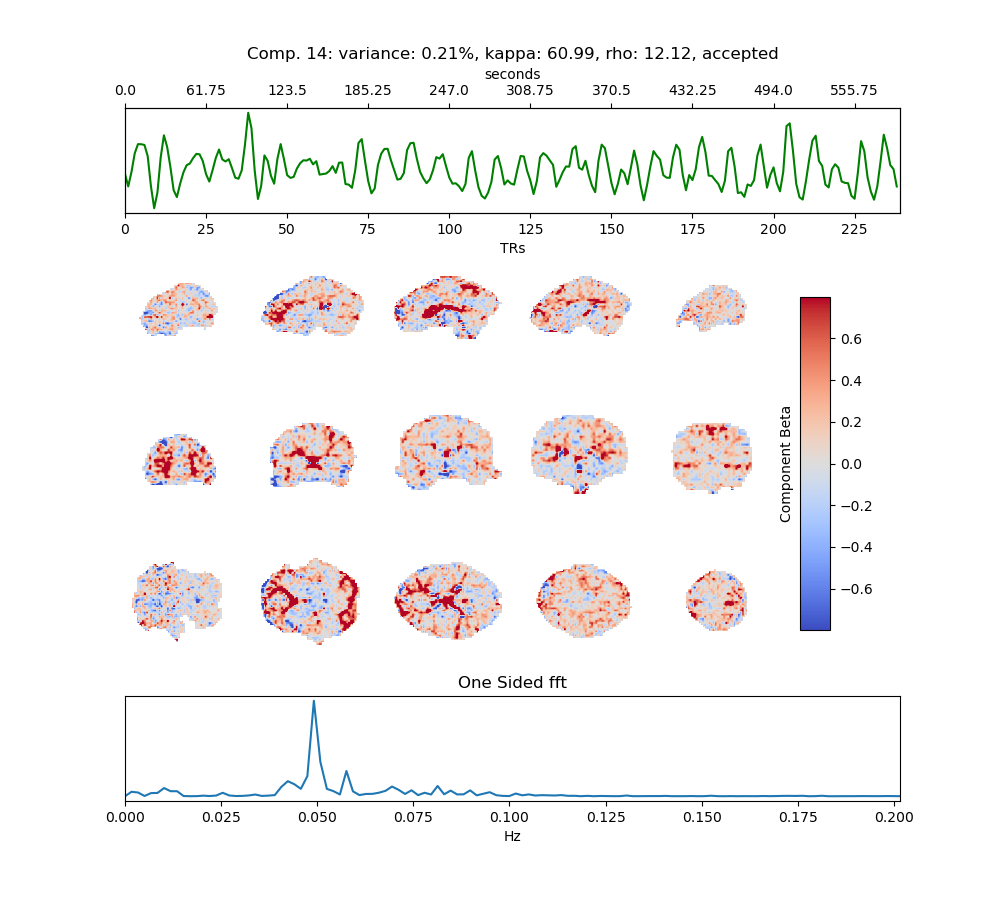 Comp. 14: variance: 0.21%, kappa: 60.99, rho: 12.12, accepted
seconds
0.0 61.75 123.5 185.25 247.0 308.75 370.5 432.25 494.0 555.75
0 25 50 75 100 125 150 175 200 225
TRs
0.6
0.4
0.2
0.0
−0.2
−0.4
−0.6
Component Beta
One Sided fft
0.000 0.025 0.050 0.075 0.100 0.125 0.150 0.175 0.200
Hz